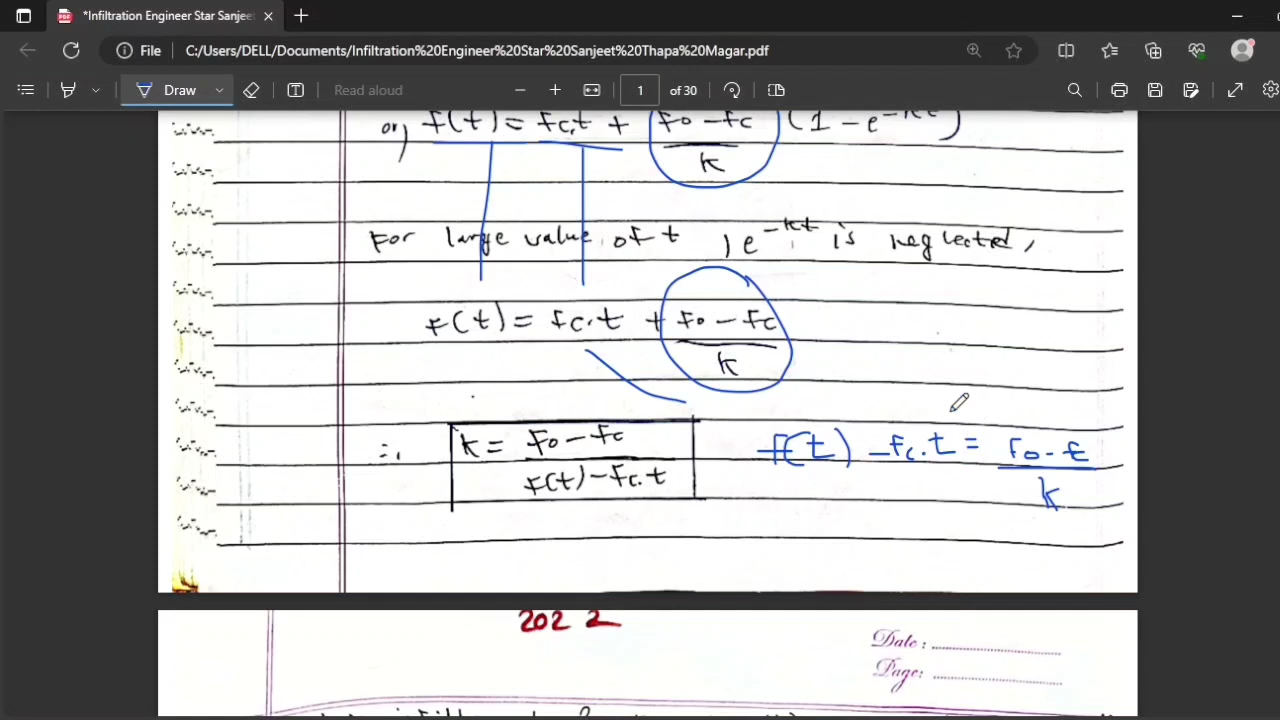 *Infiltration Engineer Star Sanjee
File C:/Users/DELL/Documents/Infiltration%20Engineer%20Star%20Sanjeet%20Thapa%20Magar.pdf
Draw Read aloud 1 of 30
or, f(t) = fc.t + (fo - fc)/k (1 - e^-kt)
For large value of t, e^-kt is neglected,
f(t) = fc.t + (fo - fc)/k
∴ k = (fo - fc)/(f(t) - fc.t)
f(t) - fc.t = (fo - f)/k
2022
Date:
Page: